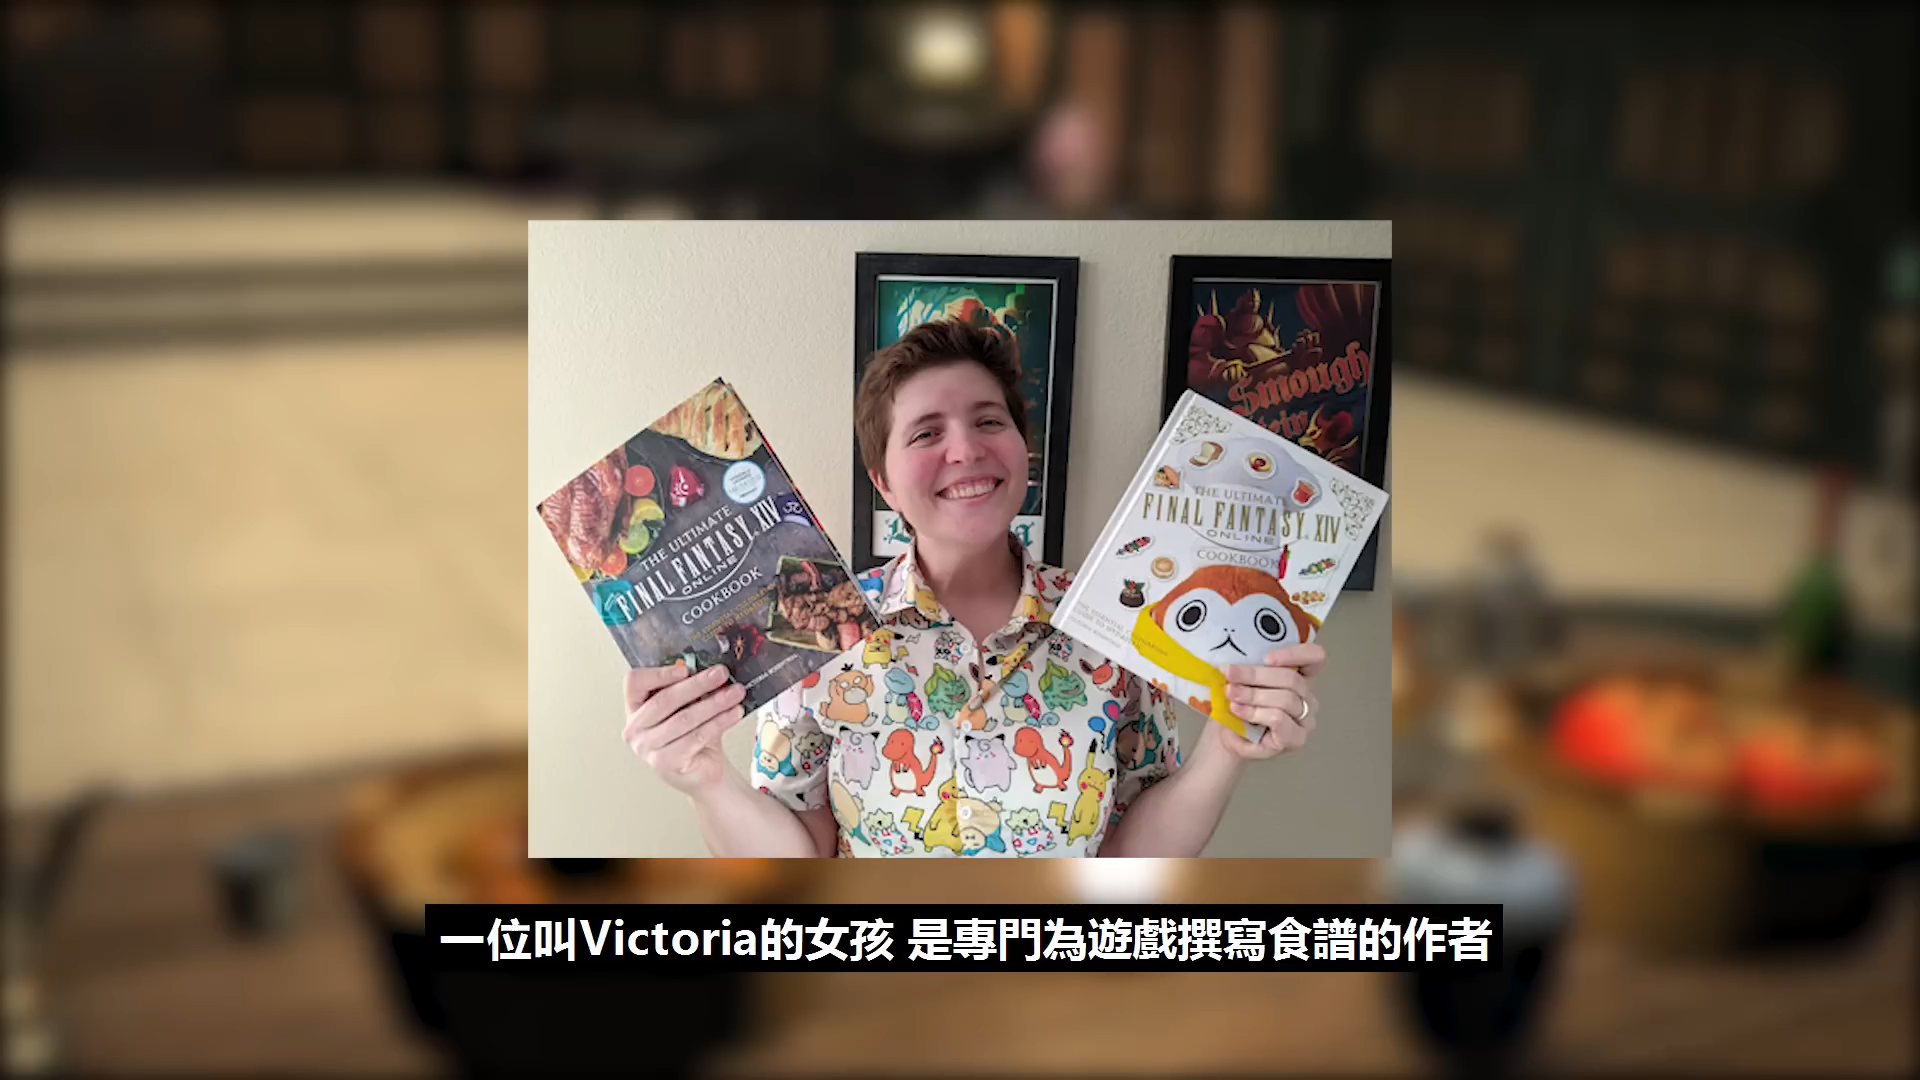 Smough
THE ULTIMATE
FINAL FANTASY XIV
ONLINE
COOKBOOK
THE ULTIMATE
FINAL FANTASY XIV
ONLINE
COOKBOOK
一位叫Victoria的女孩 是專門為遊戲撰寫食譜的作者